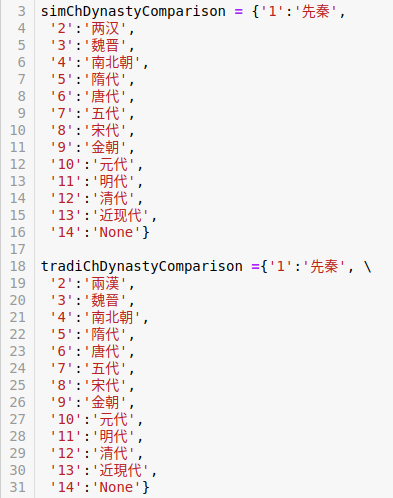 3 simChDynastyComparison = {'1':'先秦',
4 '2':'两汉',
5 '3':'魏晋',
6 '4':'南北朝',
7 '5':'隋代',
8 '6':'唐代',
9 '7':'五代',
10 '8':'宋代',
11 '9':'金朝',
12 '10':'元代',
13 '11':'明代',
14 '12':'清代',
15 '13':'近现代',
16 '14':'None'}
17
18 tradiChDynastyComparison ={'1':'先秦', \
19 '2':'兩漢',
20 '3':'魏晉',
21 '4':'南北朝',
22 '5':'隋代',
23 '6':'唐代',
24 '7':'五代',
25 '8':'宋代',
26 '9':'金朝',
27 '10':'元代',
28 '11':'明代',
29 '12':'清代',
30 '13':'近現代',
31 '14':'None'}